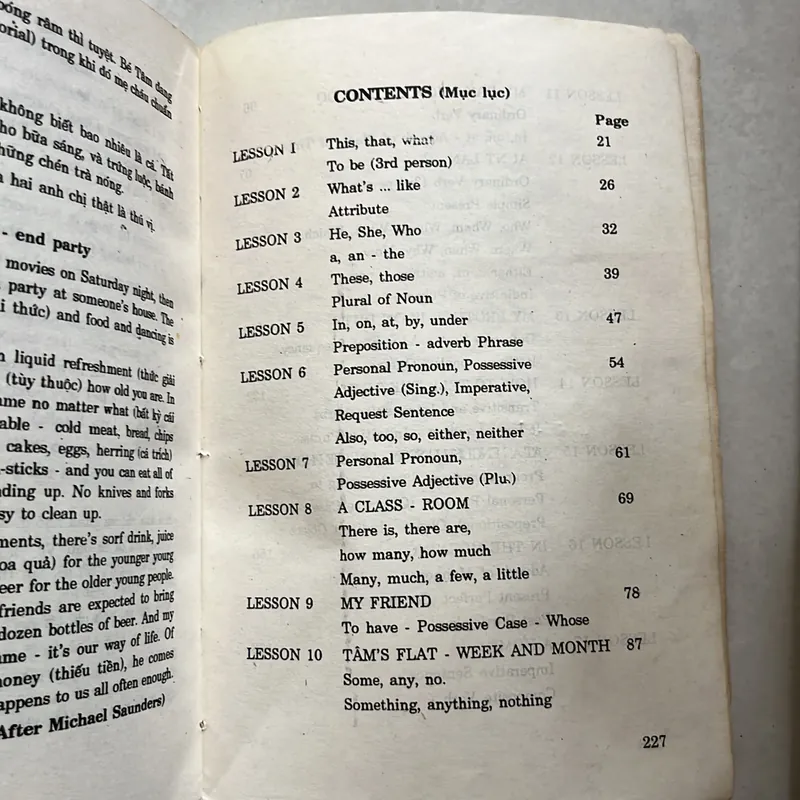 bóng râm thì tuyệt. Bé Tâm đang
orial) trong khi đó mẹ cháu chuẩn
không biết bao nhiêu là cá. Tất
ho bữa sáng, và trứng luộc, bánh
những chén trà nóng.
hai anh chị thật là thú vị.
- end party
movies on Saturday night, then
party at someone's house. The
i thức) and food and dancing is
n liquid refreshment (thức giải
(tùy thuộc) how old you are. In
ame no matter what (bất kỳ cái
able - cold meat, bread, chips
cakes, eggs, herring (cá trích)
-sticks - and you can eat all of
nding up. No knives and forks
sy to clean up.
ments, there's sorf drink, juice
oa quả) for the younger yourg
eer for the older young people.
friends are expected to bring
dozen bottles of beer. And my
me - it's our way of life. Of
noney (thiếu tiền), he comes
appens to us all often enough.
After Michael Saunders)
CONTENTS (Mục lục)
Page
LESSON 1 This, that, what 21
To be (3rd person)
LESSON 2 What's ... like 26
Attribute
LESSON 3 He, She, Who 32
a, an - the
LESSON 4 These, those 39
Plural of Noun
LESSON 5 In, on, at, by, under 47
Preposition - adverb Phrase
LESSON 6 Personal Pronoun, Possessive 54
Adjective (Sing.), Imperative,
Request Sentence
Also, too, so, either, neither
LESSON 7 Personal Pronoun, 61
Possessive Adjective (Plu.)
LESSON 8 A CLASS - ROOM 69
There is, there are,
how many, how much
Many, much, a few, a little
LESSON 9 MY FRIEND 78
To have - Possessive Case - Whose
LESSON 10 TÂM'S FLAT - WEEK AND MONTH 87
Some, any, no.
Something, anything, nothing
227